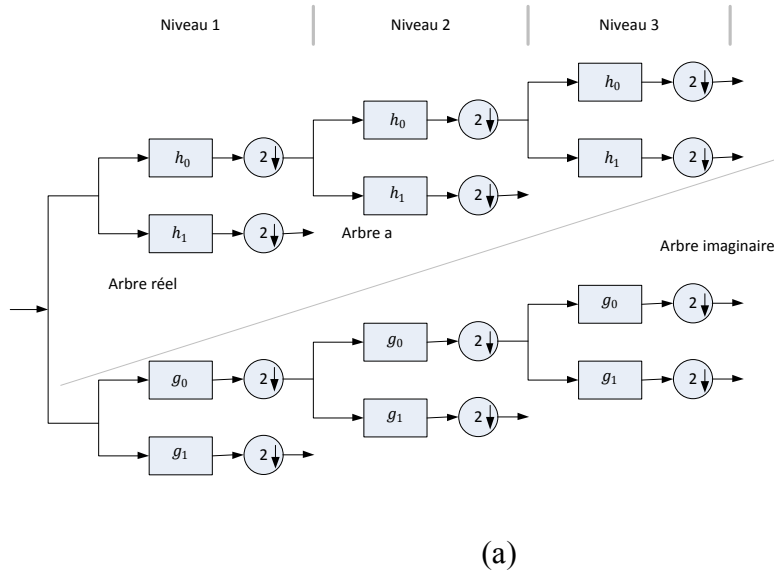 Niveau 1 Niveau 2 Niveau 3
h₀ 2
h₀ 2
h₀ 2
h₁ 2
h₁ 2
h₁ 2
Arbre a
Arbre réel
Arbre imaginaire
g₀ 2
g₀ 2
g₀ 2
g₁ 2
g₁ 2
g₁ 2
(a)